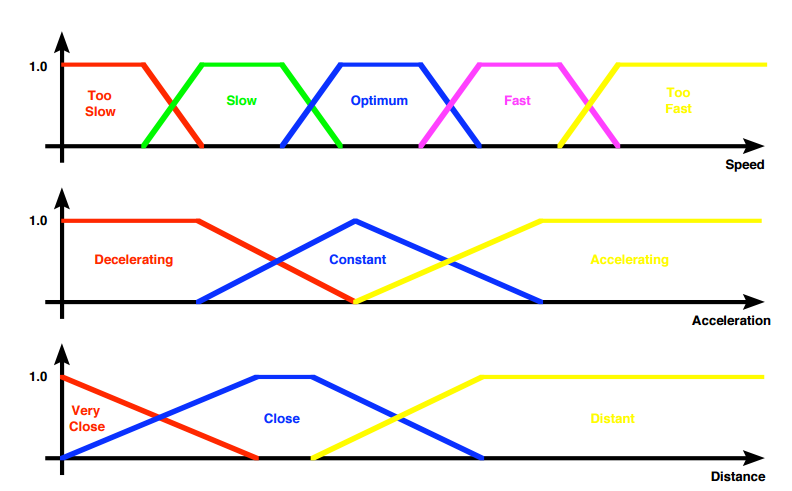 1.0
Too
Slow
Slow
Optimum
Fast
Too
Fast
Speed
1.0
Decelerating
Constant
Accelerating
Acceleration
1.0
Very
Close
Close
Distant
Distance